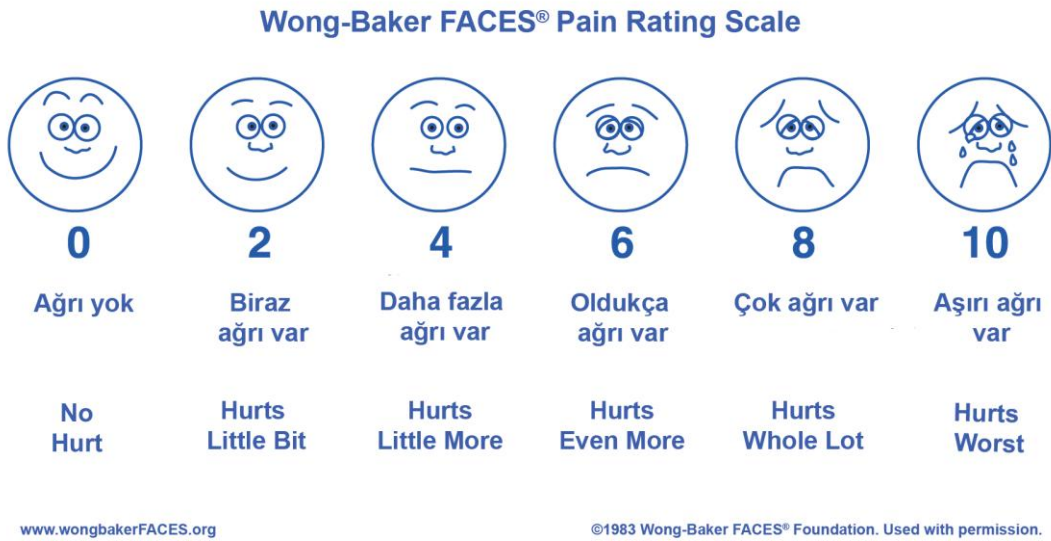 Wong-Baker FACES® Pain Rating Scale
0 2 4 6 8 10
Ağrı yok
Biraz
ağrı var
Daha fazla
ağrı var
Oldukça
ağrı var
Çok ağrı var
Aşırı ağrı
var
No
Hurt
Hurts
Little Bit
Hurts
Little More
Hurts
Even More
Hurts
Whole Lot
Hurts
Worst
www.wongbakerFACES.org
©1983 Wong-Baker FACES® Foundation. Used with permission.